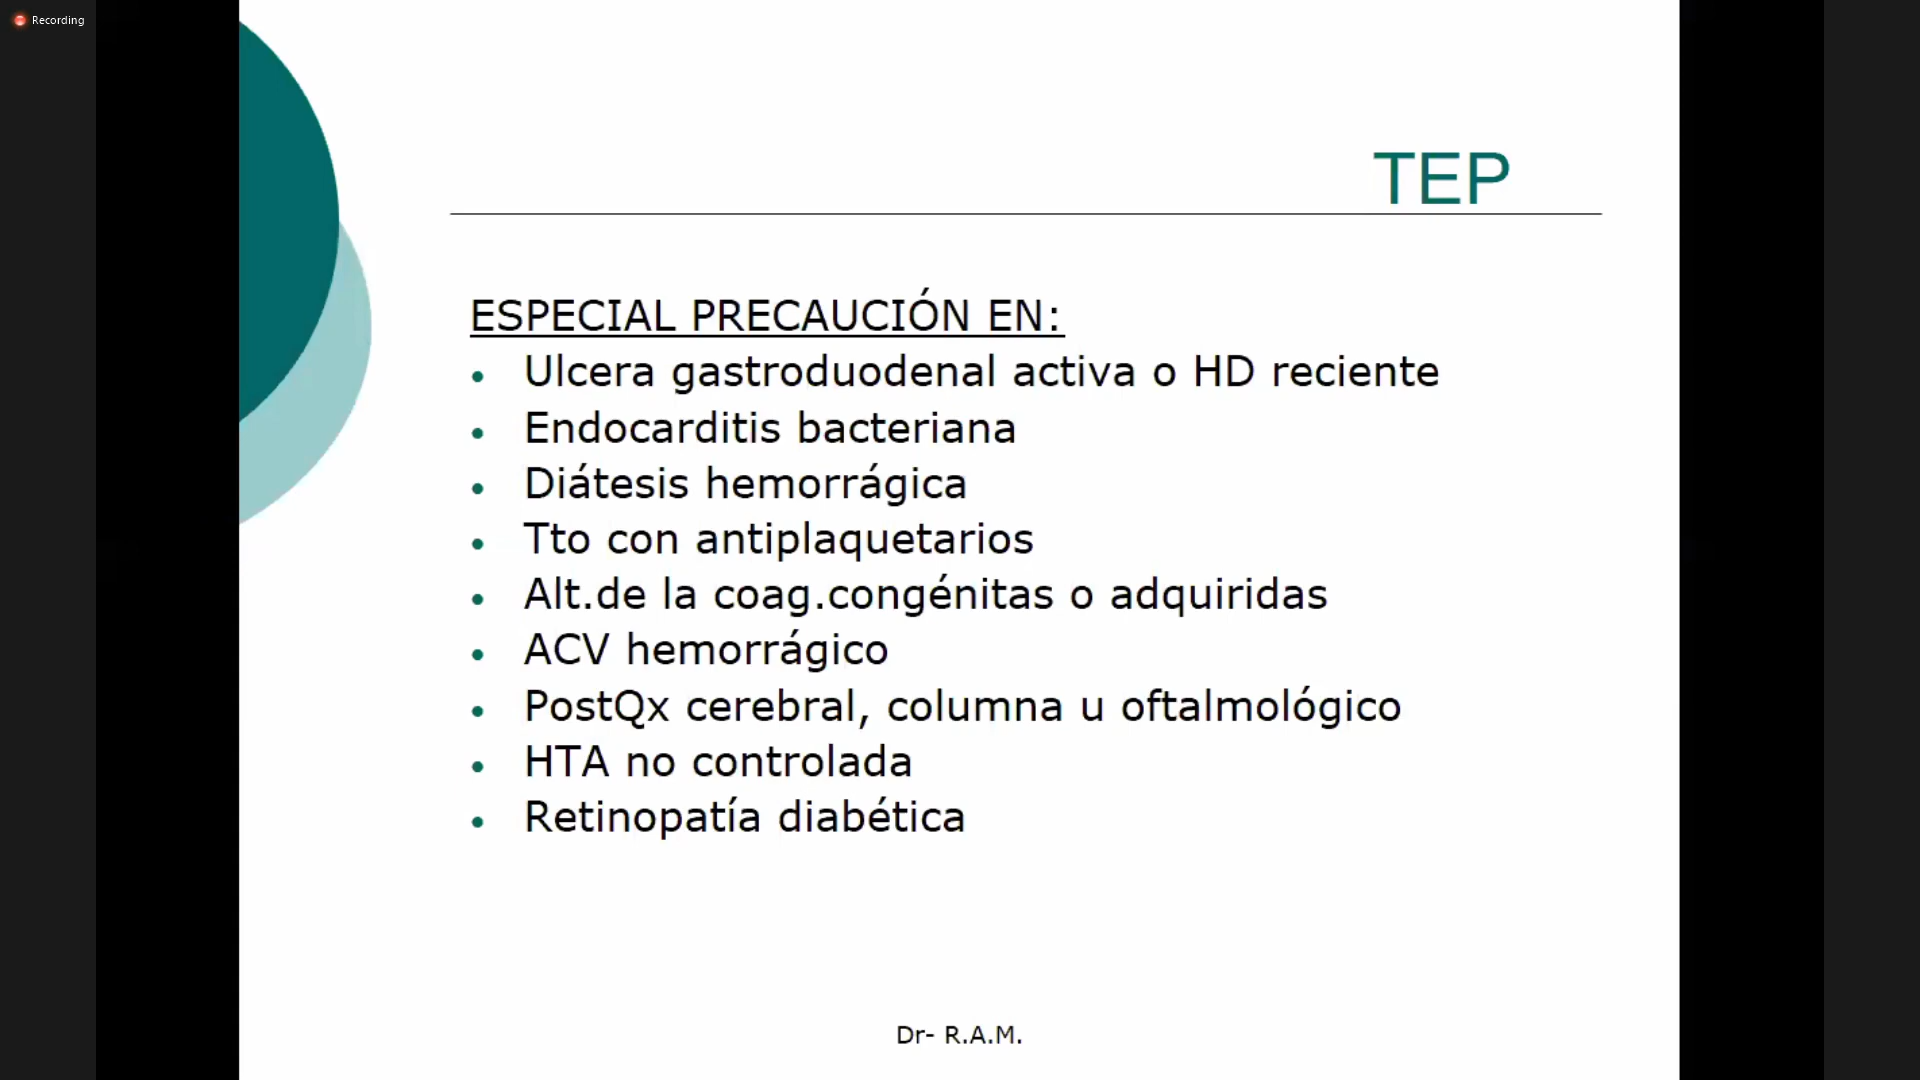 Recording
TEP
ESPECIAL PRECAUCIÓN EN:
• Ulcera gastroduodenal activa o HD reciente
• Endocarditis bacteriana
• Diátesis hemorrágica
• Tto con antiplaquetarios
• Alt.de la coag.congénitas o adquiridas
• ACV hemorrágico
• PostQx cerebral, columna u oftalmológico
• HTA no controlada
• Retinopatía diabética
Dr- R.A.M.